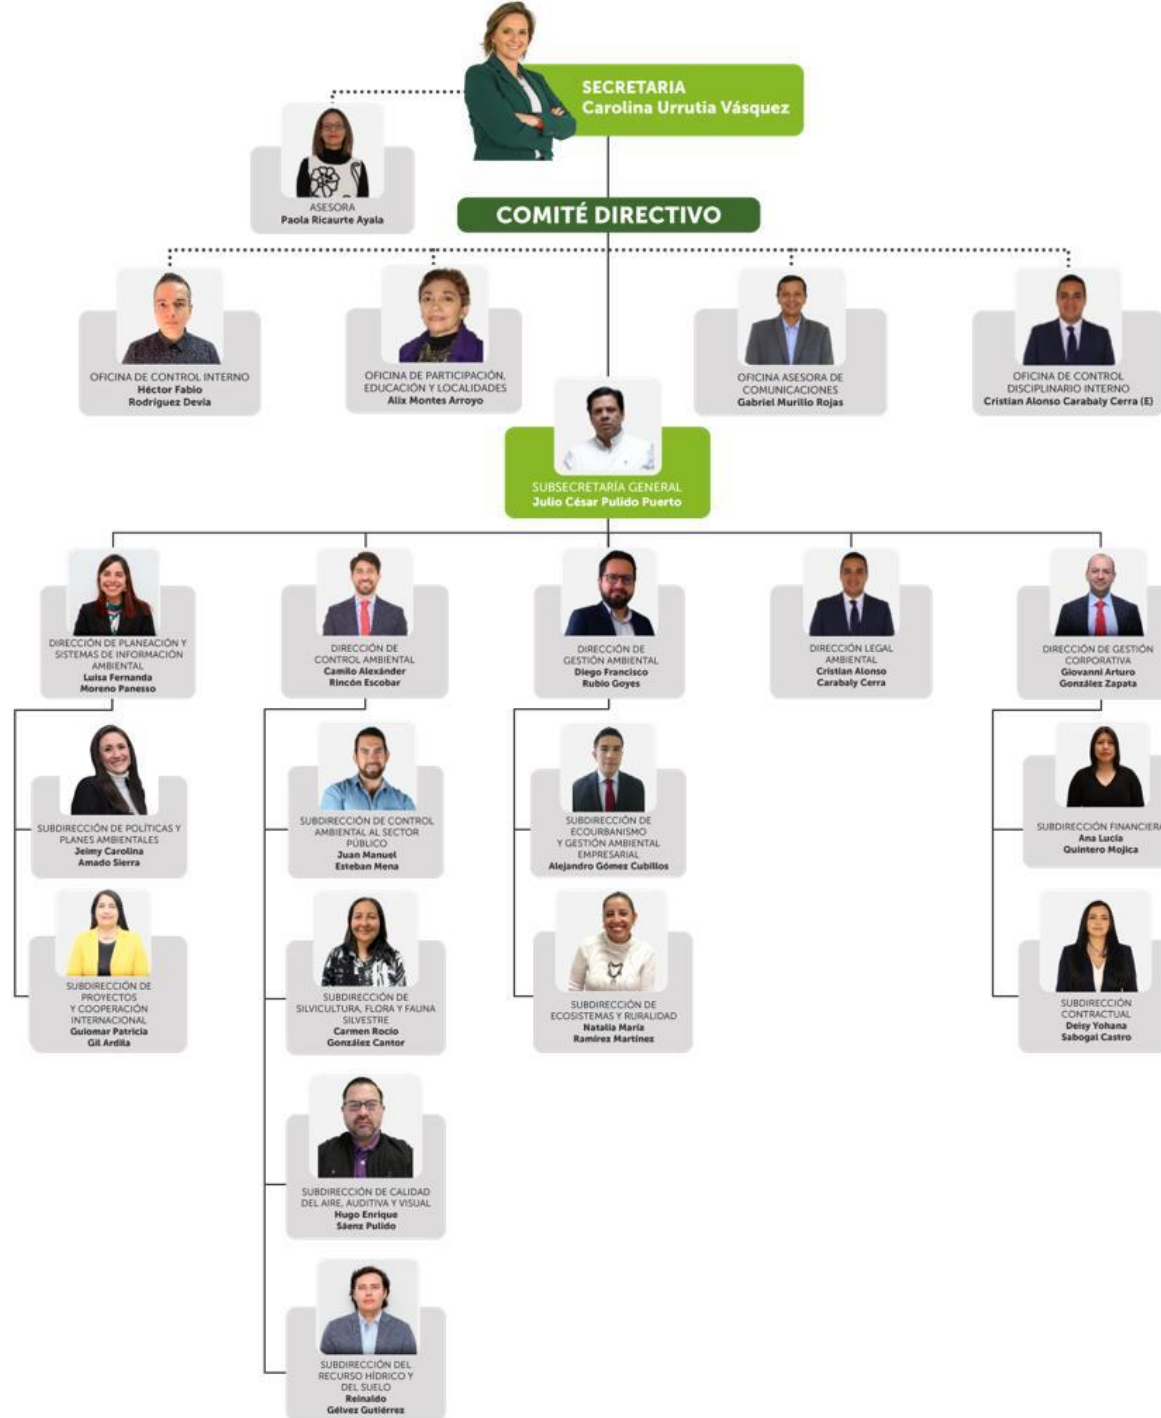 SECRETARIA
Carolina Urrutia Vásquez
ASESORA
Paola Ricaurte Ayala
COMITÉ DIRECTIVO
OFICINA DE CONTROL INTERNO
Héctor Fabio
Rodríguez Devia
OFICINA DE PARTICIPACIÓN,
EDUCACIÓN Y LOCALIDADES
Alix Montes Arroyo
OFICINA ASESORA DE
COMUNICACIONES
Gabriel Murillo Rojas
OFICINA DE CONTROL
DISCIPLINARIO INTERNO
Cristian Alonso Carabaly Cerra (E)
SUBSECRETARÍA GENERAL
Julio César Pulido Puerto
DIRECCIÓN DE PLANEACIÓN Y
SISTEMAS DE INFORMACIÓN
AMBIENTAL
Luisa Fernanda
Moreno Panesso
DIRECCIÓN DE
CONTROL AMBIENTAL
Camilo Alexánder
Rincón Escobar
DIRECCIÓN DE
GESTIÓN AMBIENTAL
Diego Francisco
Rubio Goyes
DIRECCIÓN LEGAL
AMBIENTAL
Cristian Alonso
Carabaly Cerra
DIRECCIÓN DE GESTIÓN
CORPORATIVA
Giovanni Arturo
González Zapata
SUBDIRECCIÓN DE POLÍTICAS Y
PLANES AMBIENTALES
Jeimy Carolina
Amado Sierra
SUBDIRECCIÓN DE CONTROL
AMBIENTAL AL SECTOR
PÚBLICO
Juan Manuel
Esteban Mena
SUBDIRECCIÓN DE
ECOURBANISMO
Y GESTIÓN AMBIENTAL
EMPRESARIAL
Alejandro Gómez Cubillos
SUBDIRECCIÓN FINANCIERA
Ana Lucía
Quintero Mojica
SUBDIRECCIÓN DE
PROYECTOS
Y COOPERACIÓN
INTERNACIONAL
Guiomar Patricia
Gil Ardila
SUBDIRECCIÓN DE
SILVICULTURA, FLORA Y FAUNA
SILVESTRE
Carmen Rocío
González Cantor
SUBDIRECCIÓN DE
ECOSISTEMAS Y RURALIDAD
Natalia María
Ramírez Martínez
SUBDIRECCIÓN
CONTRACTUAL
Deisy Yohana
Sabogal Castro
SUBDIRECCIÓN DE CALIDAD
DEL AIRE, AUDITIVA Y VISUAL
Hugo Enrique
Sáenz Pulido
SUBDIRECCIÓN DEL
RECURSO HÍDRICO Y
DEL SUELO
Reinaldo
Gélvez Gutiérrez